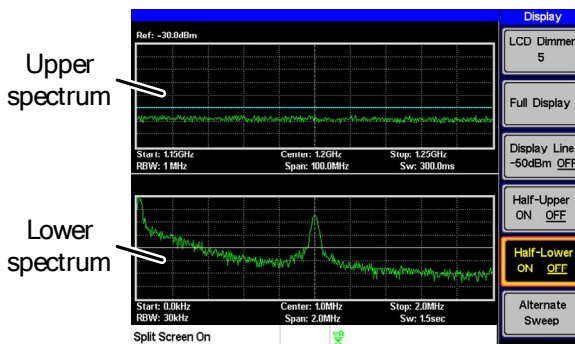 Display
Ref: -30.0dBm
LCD Dimmer
5
Upper
spectrum
Full Display
Display Line
-50dBm OFF
Start: 1.15GHz Center: 1.2GHz Stop: 1.25GHz
RBW: 1 MHz Span: 100.0MHz Sw: 300.0ms
Half-Upper
ON OFF
Lower
spectrum
Half-Lower
ON OFF
Start: 0.0kHz Center: 1.0MHz Stop: 2.0MHz
RBW: 30kHz Span: 2.0MHz Sw: 1.5sec
Alternate
Sweep
Split Screen On